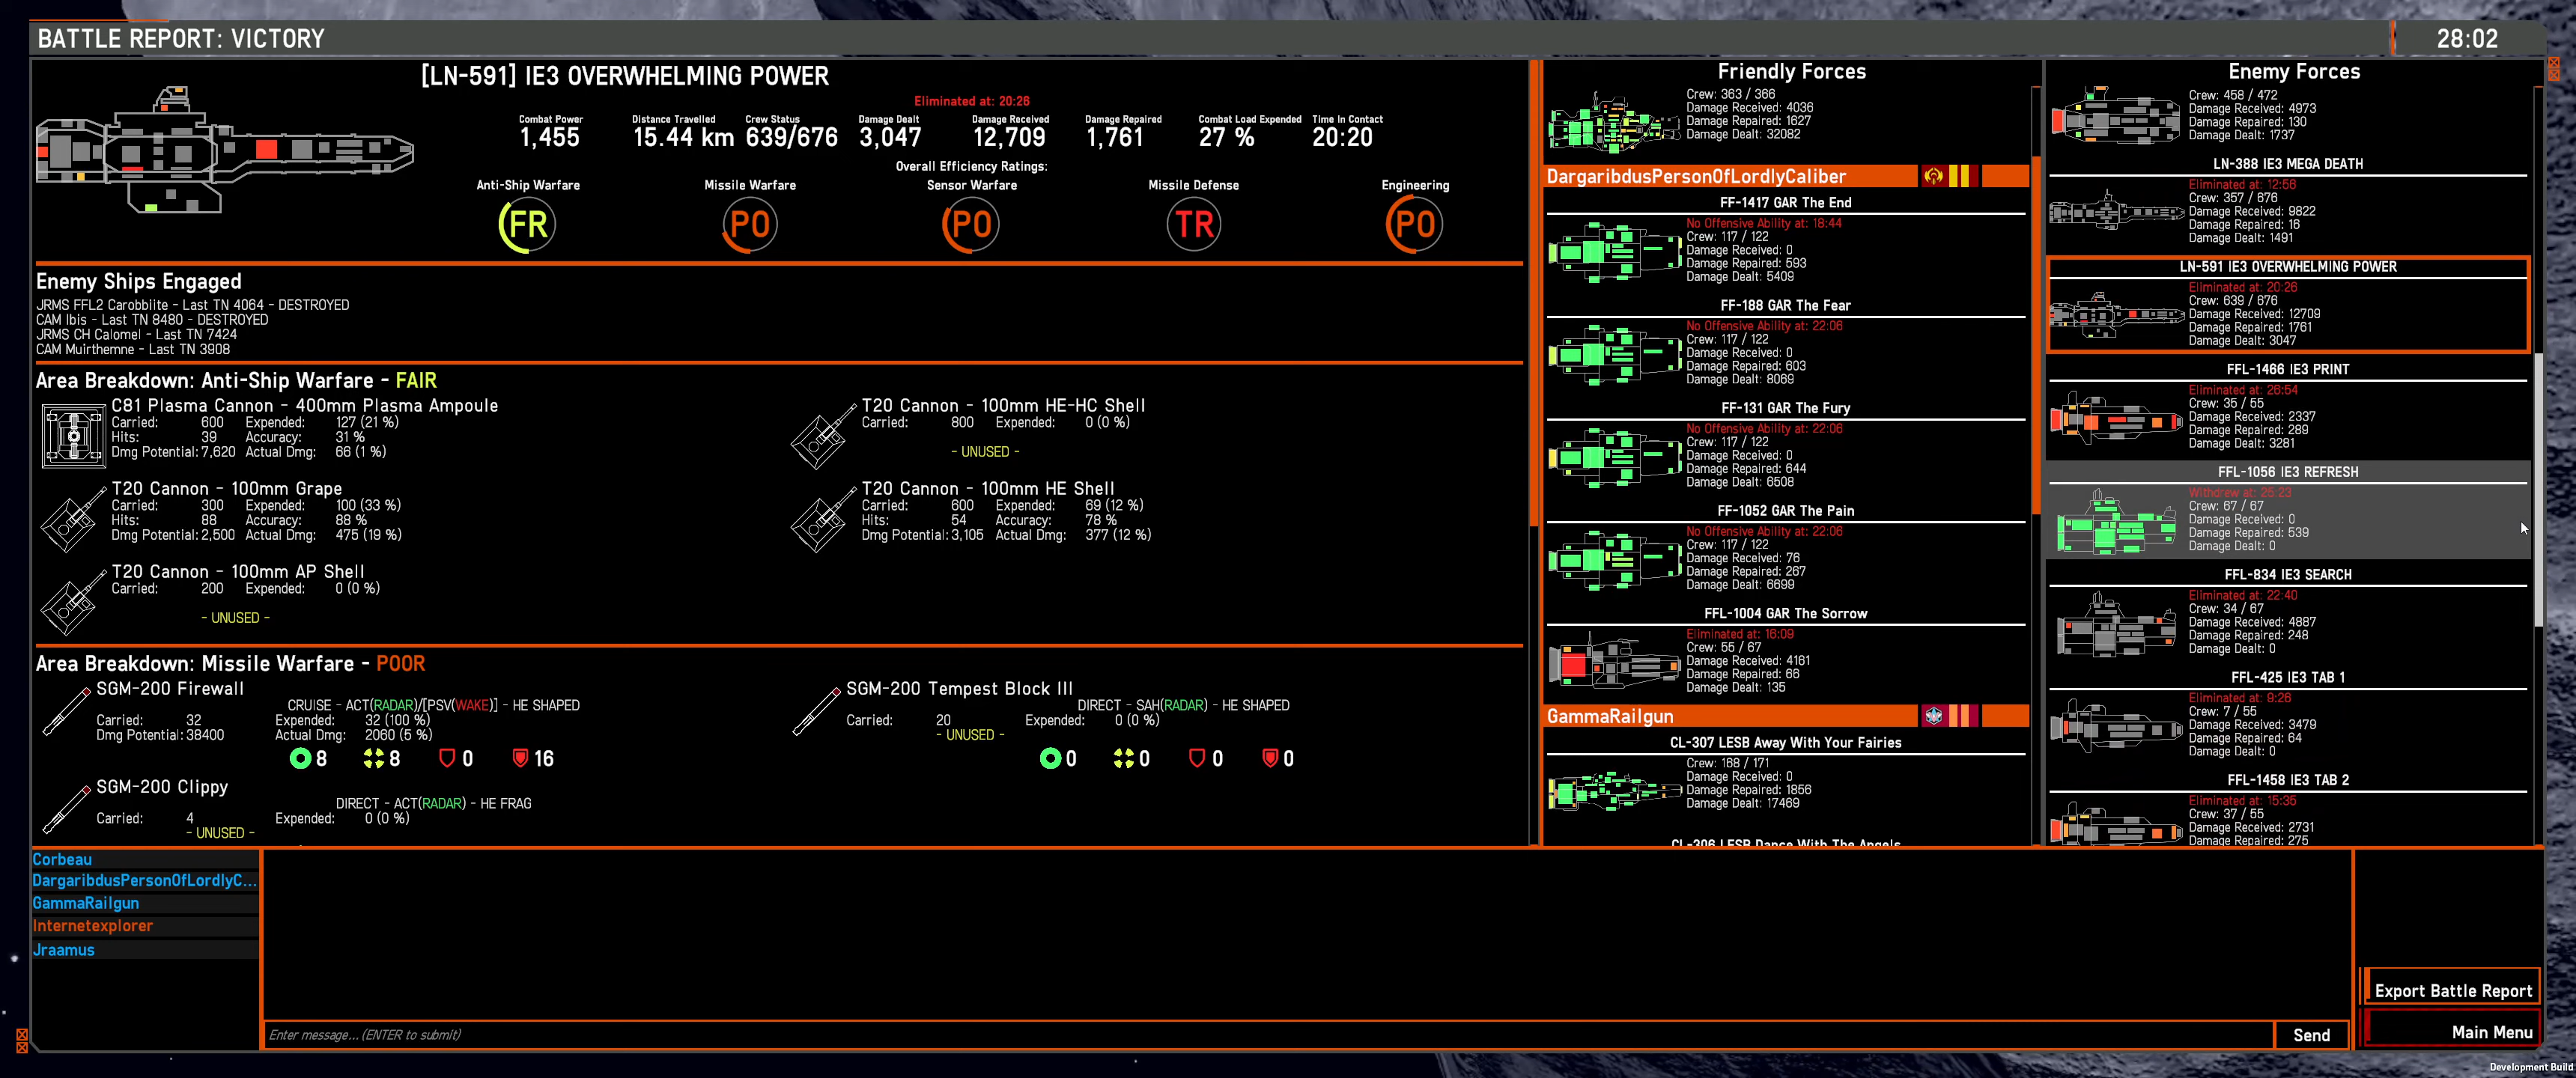 BATTLE REPORT: VICTORY
28:02
[LN-591] IE3 OVERWHELMING POWER
Eliminated at: 20:26
Combat Power
Distance Travelled
Crew Status
Damage Dealt
Damage Received
Damage Repaired
Combat Load Expended
Time In Contact
1,455
15.44 km
639/676
3,047
12,709
1,761
27 %
20:20
Overall Efficiency Ratings:
Anti-Ship Warfare
Missile Warfare
Sensor Warfare
Missile Defense
Engineering
FR
PO
PO
TR
PO
Enemy Ships Engaged
JRMS FFL2 Carobbiite - Last TN 4064 - DESTROYED
CAM Ibis - Last TN 8480 - DESTROYED
JRMS CH Calomel - Last TN 7424
CAM Muirthemne - Last TN 3908
Area Breakdown: Anti-Ship Warfare - FAIR
C81 Plasma Cannon - 400mm Plasma Ampoule
Carried: 600 Expended: 127 (21 %)
Hits: 39 Accuracy: 31 %
Dmg Potential: 7,620 Actual Dmg: 66 (1 %)
T20 Cannon - 100mm HE-HC Shell
Carried: 800 Expended: 0 (0 %)
- UNUSED -
T20 Cannon - 100mm Grape
Carried: 300 Expended: 100 (33 %)
Hits: 88 Accuracy: 88 %
Dmg Potential: 2,500 Actual Dmg: 475 (19 %)
T20 Cannon - 100mm HE Shell
Carried: 600 Expended: 69 (12 %)
Hits: 54 Accuracy: 78 %
Dmg Potential: 3,105 Actual Dmg: 377 (12 %)
T20 Cannon - 100mm AP Shell
Carried: 200 Expended: 0 (0 %)
- UNUSED -
Area Breakdown: Missile Warfare - POOR
SGM-200 Firewall
CRUISE - ACT(RADAR)/[PSV(WAKE)] - HE SHAPED
Carried: 32 Expended: 32 (100 %)
Dmg Potential: 38400 Actual Dmg: 2060 (5 %)
8 8 0 16
SGM-200 Tempest Block III
DIRECT - SAH(RADAR) - HE SHAPED
Carried: 20 Expended: 0 (0 %)
- UNUSED -
0 0 0 0
SGM-200 Clippy
DIRECT - ACT(RADAR) - HE FRAG
Carried: 4 Expended: 0 (0 %)
- UNUSED -
Friendly Forces
Crew: 363 / 366
Damage Received: 4036
Damage Repaired: 1627
Damage Dealt: 32082
DargaribdusPersonOfLordlyCaliber
FF-1417 GAR The End
No Offensive Ability at: 18:44
Crew: 117 / 122
Damage Received: 0
Damage Repaired: 593
Damage Dealt: 5409
FF-188 GAR The Fear
No Offensive Ability at: 22:06
Crew: 117 / 122
Damage Received: 0
Damage Repaired: 603
Damage Dealt: 8069
FF-131 GAR The Fury
No Offensive Ability at: 22:06
Crew: 117 / 122
Damage Received: 0
Damage Repaired: 644
Damage Dealt: 6508
FF-1052 GAR The Pain
No Offensive Ability at: 22:06
Crew: 117 / 122
Damage Received: 76
Damage Repaired: 267
Damage Dealt: 6699
FFL-1004 GAR The Sorrow
Eliminated at: 16:09
Crew: 55 / 67
Damage Received: 4161
Damage Repaired: 66
Damage Dealt: 135
GammaRailgun
CL-307 LESB Away With Your Fairies
Crew: 168 / 171
Damage Received: 0
Damage Repaired: 1856
Damage Dealt: 17469
CL-306 LESB Dance With The Angels
Enemy Forces
Crew: 458 / 472
Damage Received: 4973
Damage Repaired: 130
Damage Dealt: 1737
LN-388 IE3 MEGA DEATH
Eliminated at: 12:56
Crew: 357 / 676
Damage Received: 9822
Damage Repaired: 16
Damage Dealt: 1491
LN-591 IE3 OVERWHELMING POWER
Eliminated at: 20:26
Crew: 639 / 676
Damage Received: 12709
Damage Repaired: 1761
Damage Dealt: 3047
FFL-1466 IE3 PRINT
Eliminated at: 26:54
Crew: 35 / 55
Damage Received: 2337
Damage Repaired: 289
Damage Dealt: 3281
FFL-1056 IE3 REFRESH
Withdrew at: 25:23
Crew: 67 / 67
Damage Received: 0
Damage Repaired: 539
Damage Dealt: 0
FFL-834 IE3 SEARCH
Eliminated at: 22:40
Crew: 34 / 67
Damage Received: 4887
Damage Repaired: 248
Damage Dealt: 0
FFL-425 IE3 TAB 1
Eliminated at: 9:26
Crew: 7 / 55
Damage Received: 3479
Damage Repaired: 64
Damage Dealt: 0
FFL-1458 IE3 TAB 2
Eliminated at: 15:36
Crew: 37 / 55
Damage Received: 2731
Damage Repaired: 275
Corbeau
DargaribdusPersonOfLordlyC...
GammaRailgun
Internetexplorer
Jraamus
Enter message... (ENTER to submit)
Send
Export Battle Report
Main Menu
Development Build